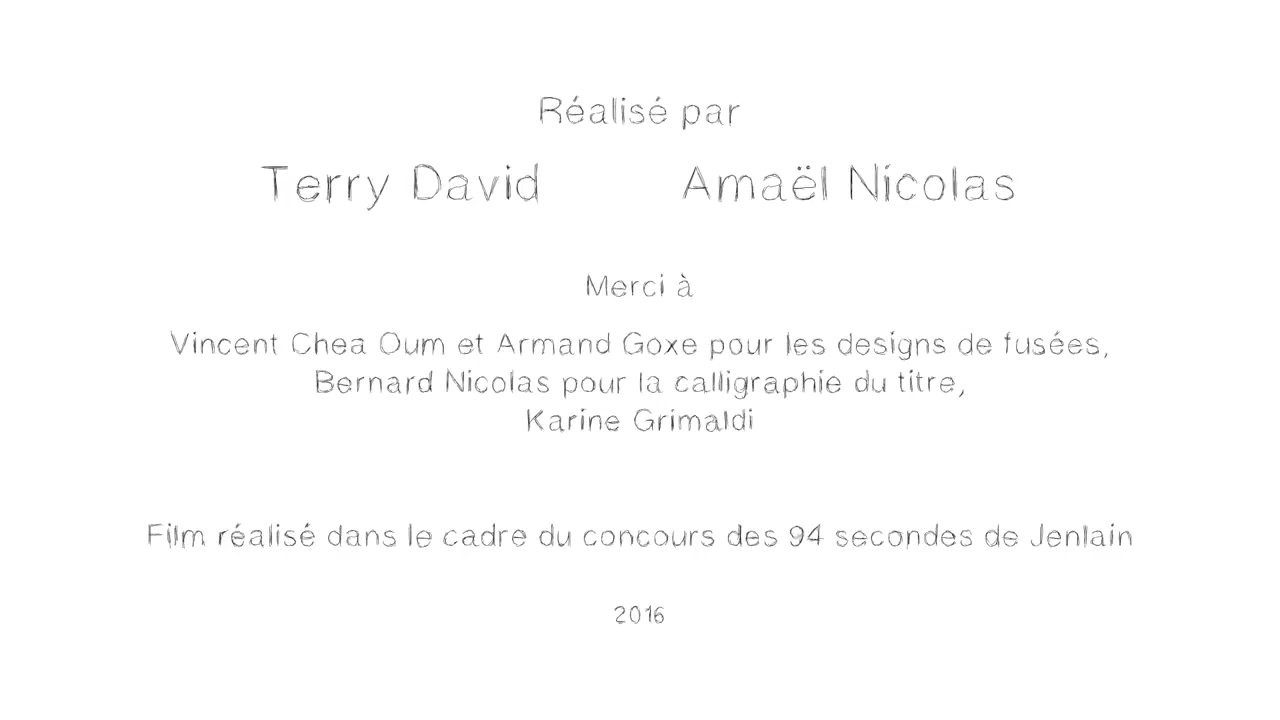 Réalisé par
Terry David Amaël Nicolas
Merci à
Vincent Chea Oum et Armand Goxe pour les designs de fusées,
Bernard Nicolas pour la calligraphie du titre,
Karine Grimaldi
Film réalisé dans le cadre du concours des 94 secondes de Jenlain
2016